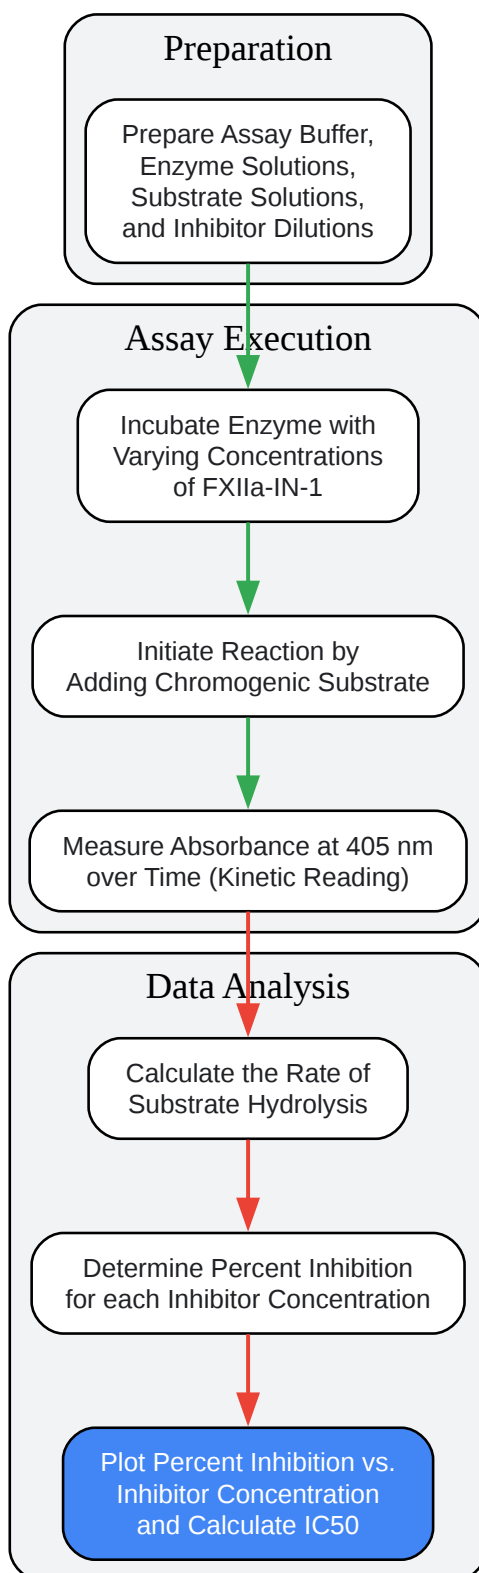 Preparation
Prepare Assay Buffer,
Enzyme Solutions,
Substrate Solutions,
and Inhibitor Dilutions
Assay Execution
Incubate Enzyme with
Varying Concentrations
of FXIIa-IN-1
Initiate Reaction by
Adding Chromogenic Substrate
Measure Absorbance at 405 nm
over Time (Kinetic Reading)
Data Analysis
Calculate the Rate of
Substrate Hydrolysis
Determine Percent Inhibition
for each Inhibitor Concentration
Plot Percent Inhibition vs.
Inhibitor Concentration
and Calculate IC50